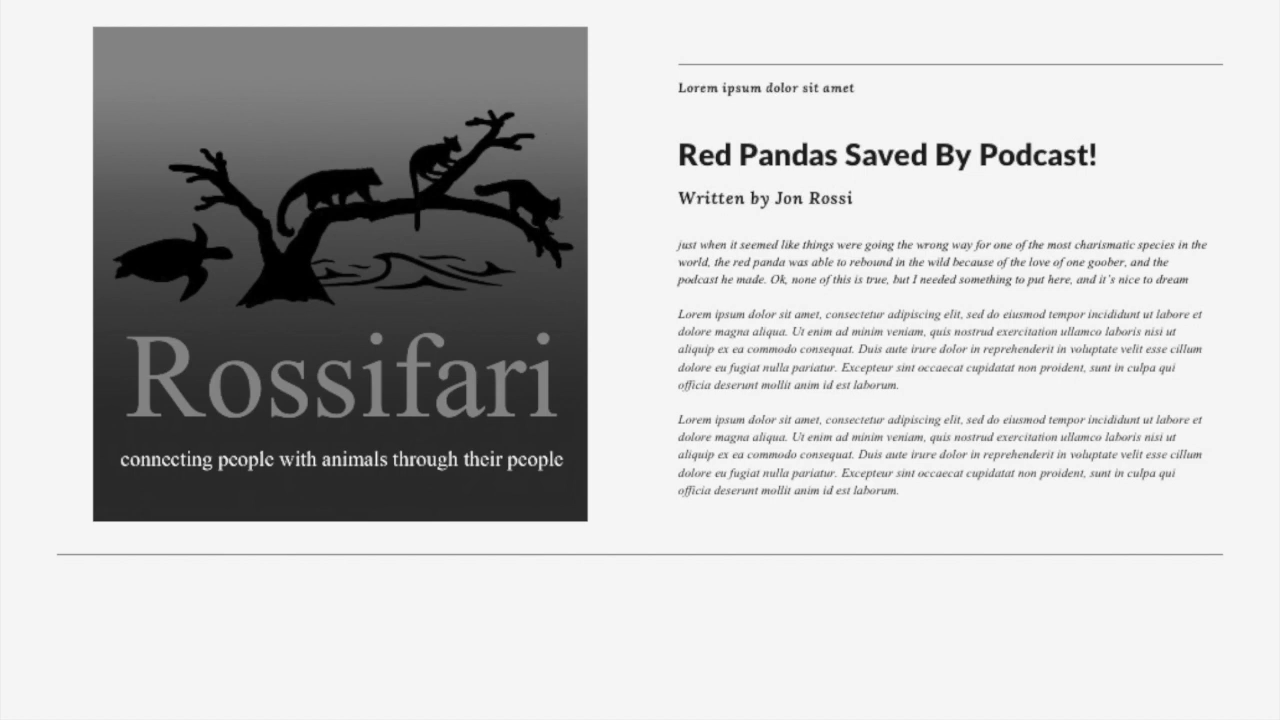 Rossifari
connecting people with animals through their people
Lorem ipsum dolor sit amet
Red Pandas Saved By Podcast!
Written by Jon Rossi
just when it seemed like things were going the wrong way for one of the most charismatic species in the
world, the red panda was able to rebound in the wild because of the love of one goober, and the
podcast he made. Ok, none of this is true, but I needed something to put here, and it's nice to dream
Lorem ipsum dolor sit amet, consectetur adipiscing elit, sed do eiusmod tempor incididunt ut labore et
dolore magna aliqua. Ut enim ad minim veniam, quis nostrud exercitation ullamco laboris nisi ut
aliquip ex ea commodo consequat. Duis aute irure dolor in reprehenderit in voluptate velit esse cillum
dolore eu fugiat nulla pariatur. Excepteur sint occaecat cupidatat non proident, sunt in culpa qui
officia deserunt mollit anim id est laborum.
Lorem ipsum dolor sit amet, consectetur adipiscing elit, sed do eiusmod tempor incididunt ut labore et
dolore magna aliqua. Ut enim ad minim veniam, quis nostrud exercitation ullamco laboris nisi ut
aliquip ex ea commodo consequat. Duis aute irure dolor in reprehenderit in voluptate velit esse cillum
dolore eu fugiat nulla pariatur. Excepteur sint occaecat cupidatat non proident, sunt in culpa qui
officia deserunt mollit anim id est laborum.